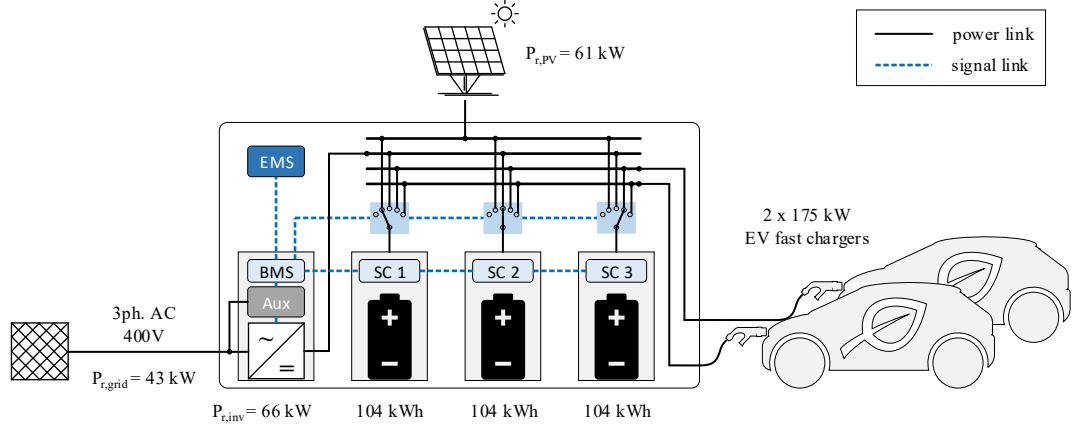 P_r,PV = 61 kW
power link
signal link
EMS
BMS
SC 1
SC 2
SC 3
Aux
~
=
+
+
+
−
−
−
3ph. AC
400V
P_r,grid = 43 kW
P_r,inv = 66 kW
104 kWh
104 kWh
104 kWh
2 x 175 kW
EV fast chargers